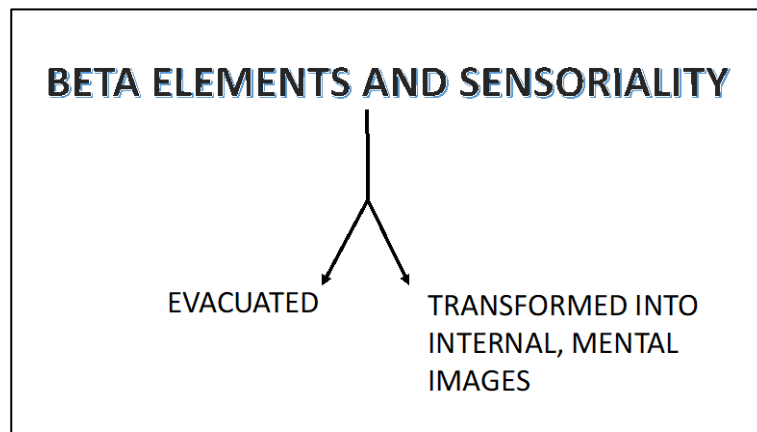 BETA ELEMENTS AND SENSORIALITY
EVACUATED
TRANSFORMED INTO
INTERNAL, MENTAL
IMAGES